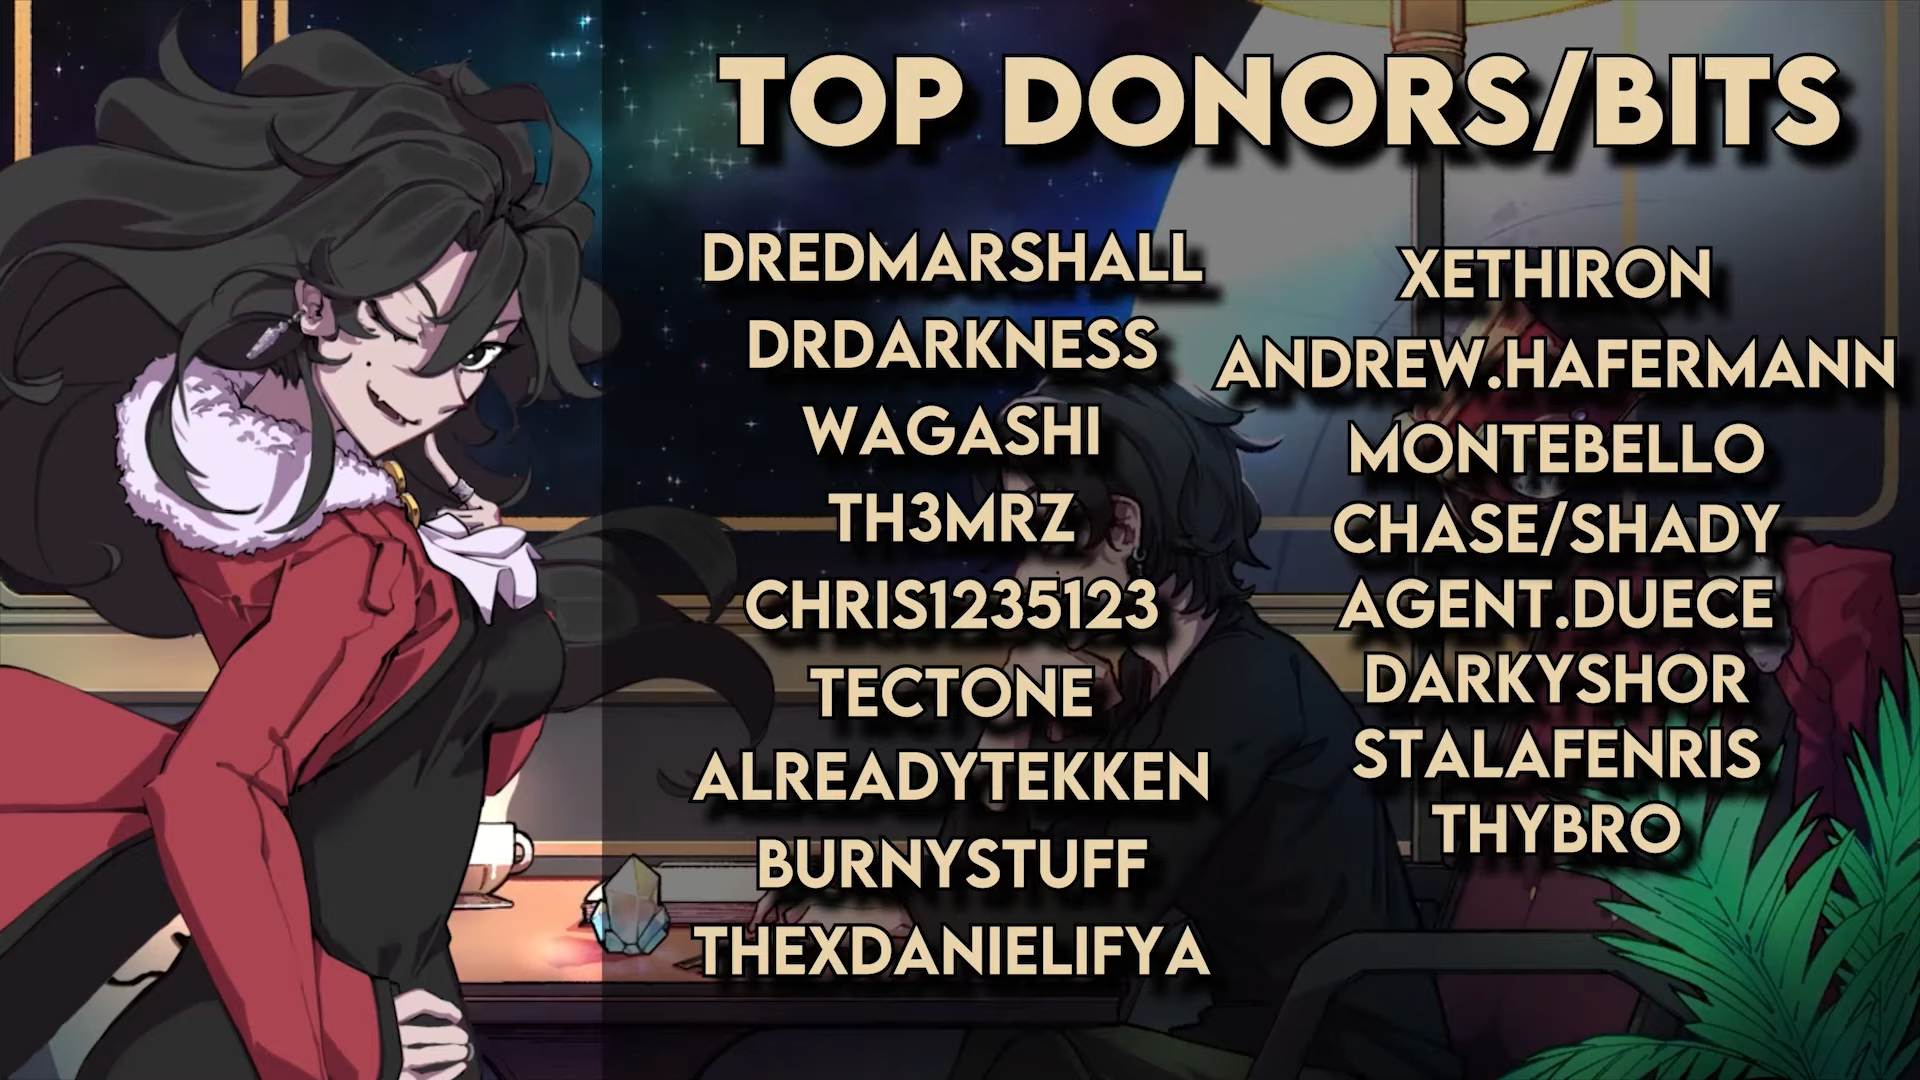 TOP DONORS/BITS
DREDMARSHALL
DRDARKNESS
WAGASHI
TH3MRZ
CHRIS1235123
TECTONE
ALREADYTEKKEN
BURNYSTUFF
THEXDANIELIFYA
XETHIRON
ANDREW.HAFERMANN
MONTEBELLO
CHASE/SHADY
AGENT.DUECE
DARKYSHOR
STALAFENRIS
THYBRO